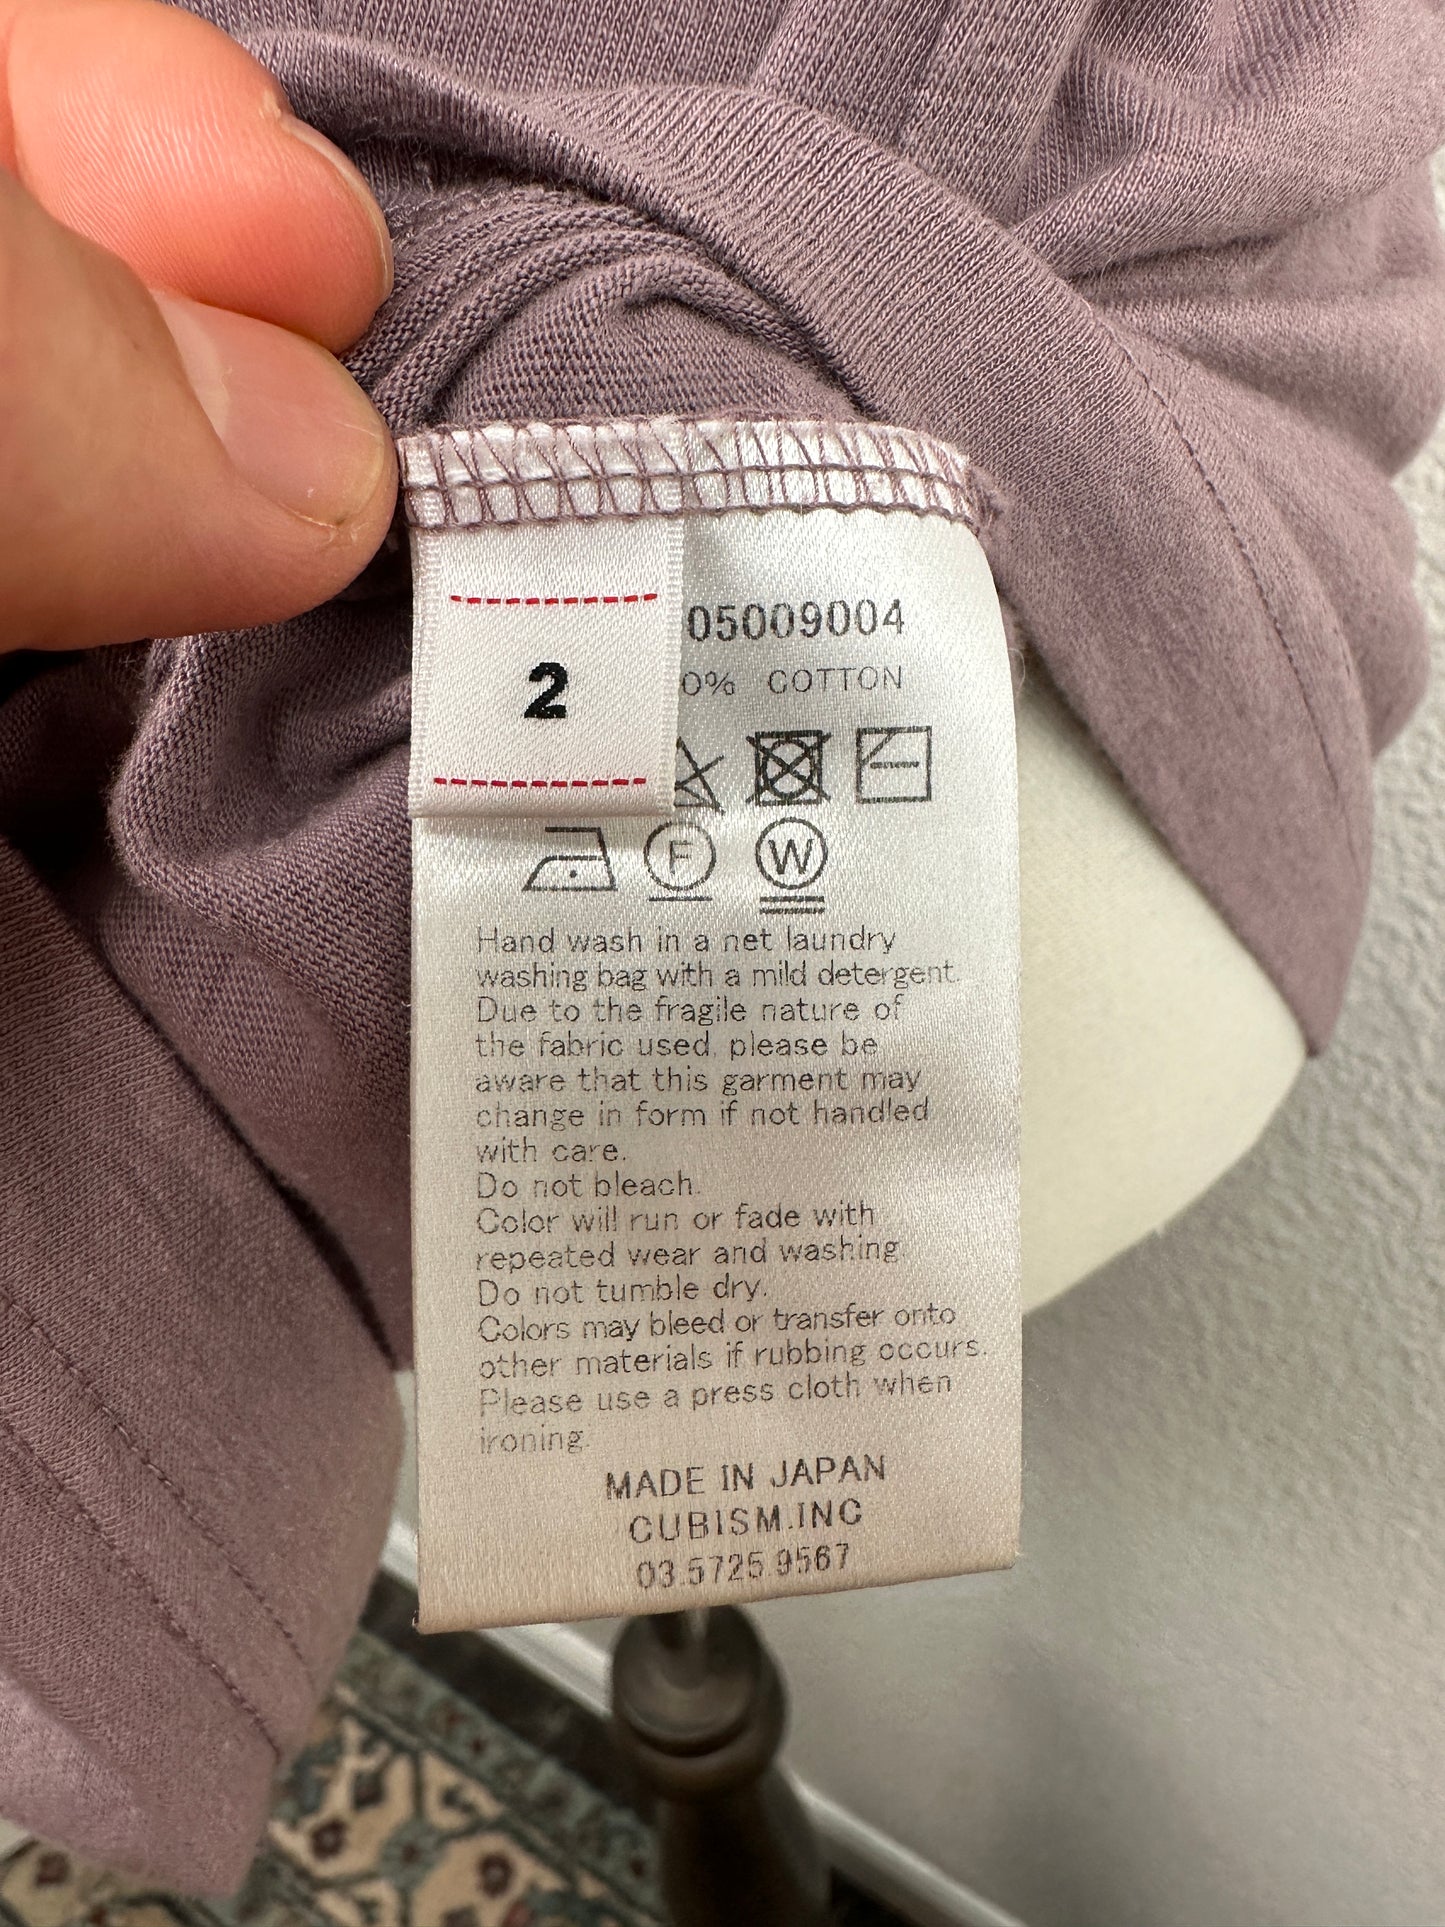 2
05009004
0% COTTON
F W
Hand wash in a net laundry
washing bag with a mild detergent.
Due to the fragile nature of
the fabric used, please be
aware that this garment may
change in form if not handled
with care.
Do not bleach.
Color will run or fade with
repeated wear and washing.
Do not tumble dry.
Colors may bleed or transfer onto
other materials if rubbing occurs.
Please use a press cloth when
ironing.
MADE IN JAPAN
CUBISM.INC
03.5725.9567